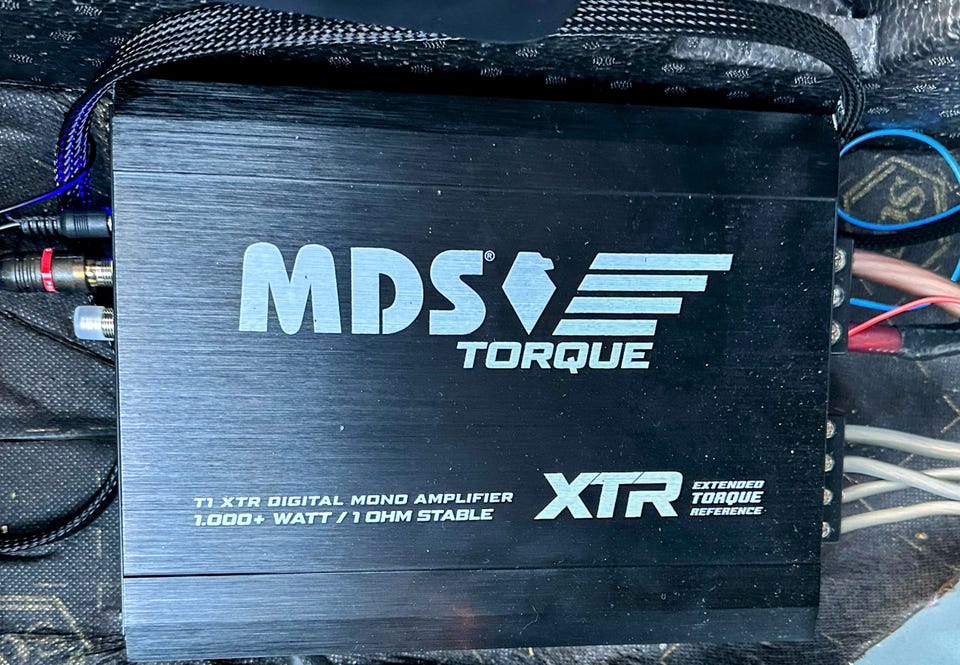 MDS®
TORQUE
T1 XTR DIGITAL MONO AMPLIFIER
1.000+ WATT / 1 OHM STABLE
XTR
EXTENDED
TORQUE
REFERENCE